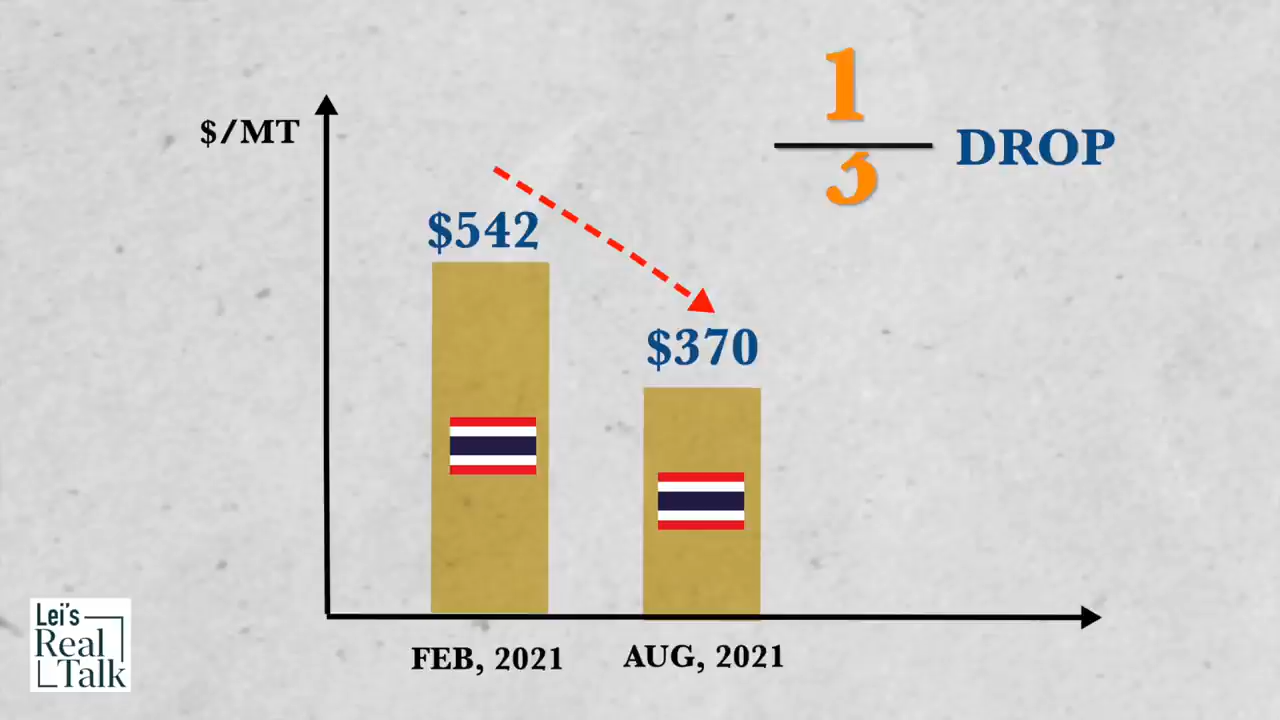 1
3
DROP
$/MT
$542
$370
FEB, 2021
AUG, 2021
Lei's
Real
Talk